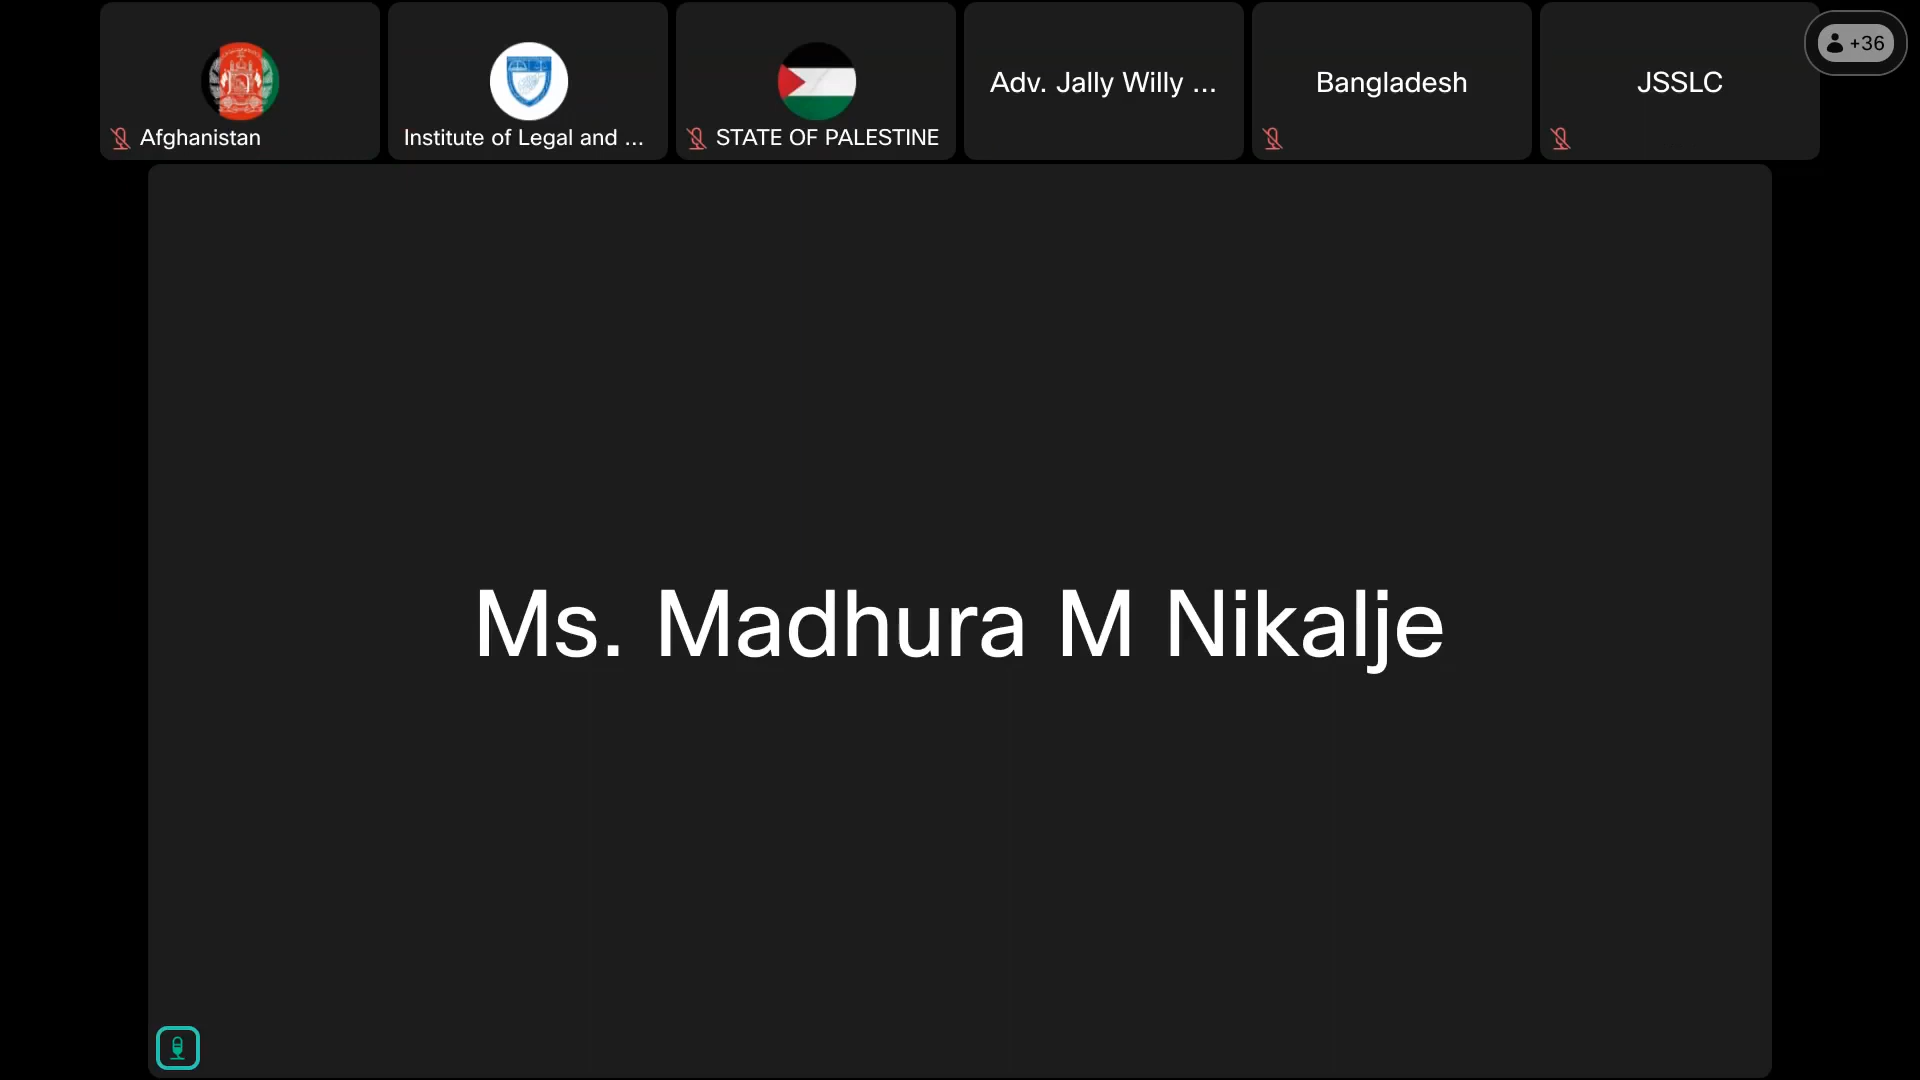 Afghanistan
Institute of Legal and ...
STATE OF PALESTINE
Adv. Jally Willy ...
Bangladesh
JSSLC
+36
Ms. Madhura M Nikalje